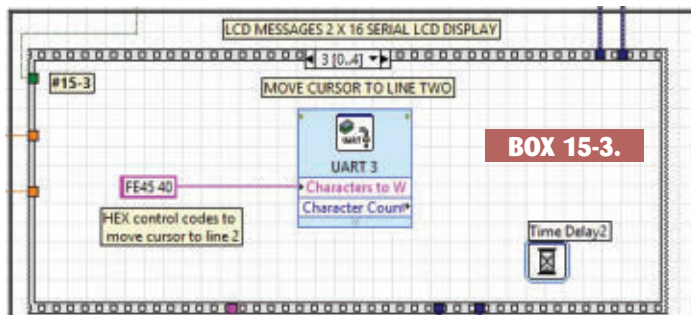 LCD MESSAGES 2 X 16 SERIAL LCD DISPLAY
3 [0..4]
#15-3
MOVE CURSOR TO LINE TWO
UART
UART 3
BOX 15-3.
FE45 40
Characters to W
Character Count
HEX control codes to
move cursor to line 2
Time Delay2